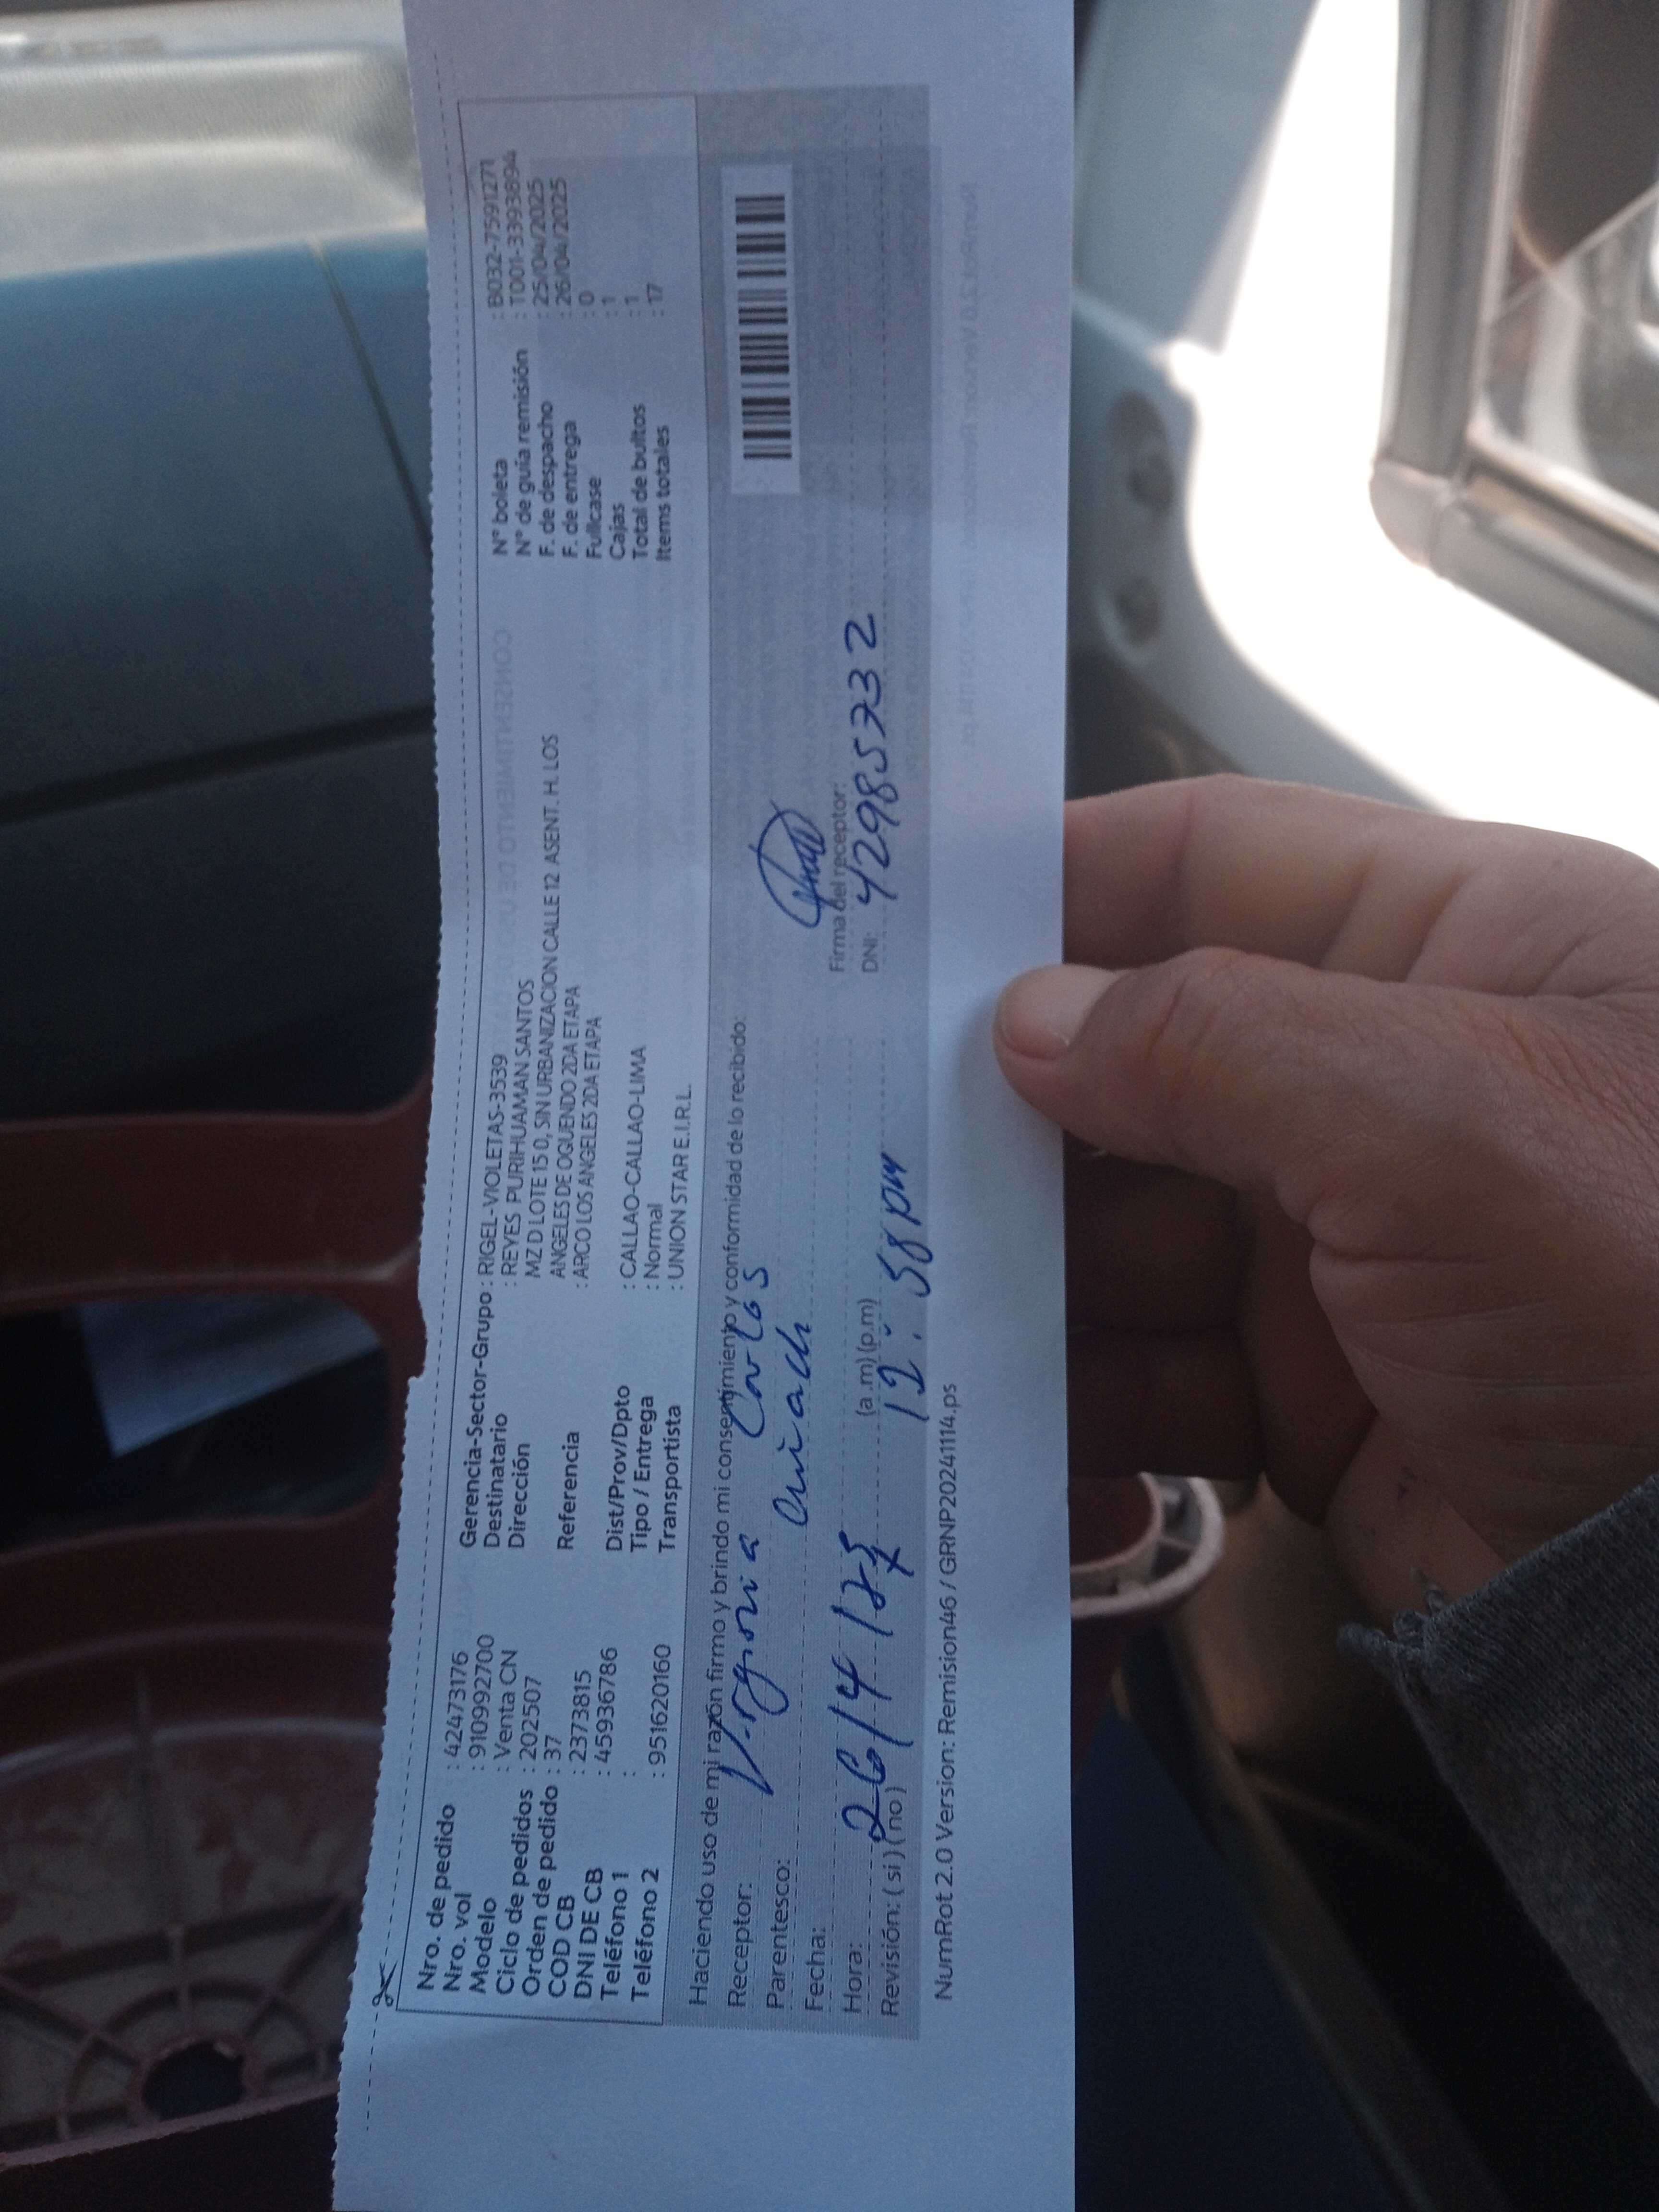 Nro. de pedido : 42473176
Nro. vol : 910992700
Modelo : Venta CN
Ciclo de pedidos : 202507
Orden de pedido : 37
COD CB : 23773815
DNI DE CB : 45936786
Teléfono 1 :
Teléfono 2 : 951620160
Gerencia-Sector-Grupo : RIGEL-VIOLETAS-3539
Destinatario : REYES PURIHUAMAN SANTOS
Dirección MZ D LOTE 15 0, SIN URBANIZACION CALLE 12 ASENT. H. LOS
ANGELES DE OQUENDO 2DA ETAPA
Referencia : ARCO LOS ANGELES 2DA ETAPA
Dist/Prov/Dpto : CALLAO-CALLAO-LIMA
Tipo / Entrega : Normal
Transportista : UNION STAR E.I.R.L.
N° boleta : B032-7591271
N° de guía remisión : T001-3393894
F. de despacho : 25/04/2025
F. de entrega : 26/04/2025
Fullcase : 0
Cajas : 1
Total de bultos : 1
Items totales : 17
Haciendo uso de mi razón firmo y brindo mi consentimiento y conformidad de lo recibido:
Receptor: Virginia Carlos
Parentesco:
Fecha: 26/4/25
Hora: (a.m) (p.m) 12:58pm
Revisión: ( si ) ( no )
Firma del receptor:
DNI: 42985732
NumRot 2.0 Version: Remision46 / GRNP20241114.ps